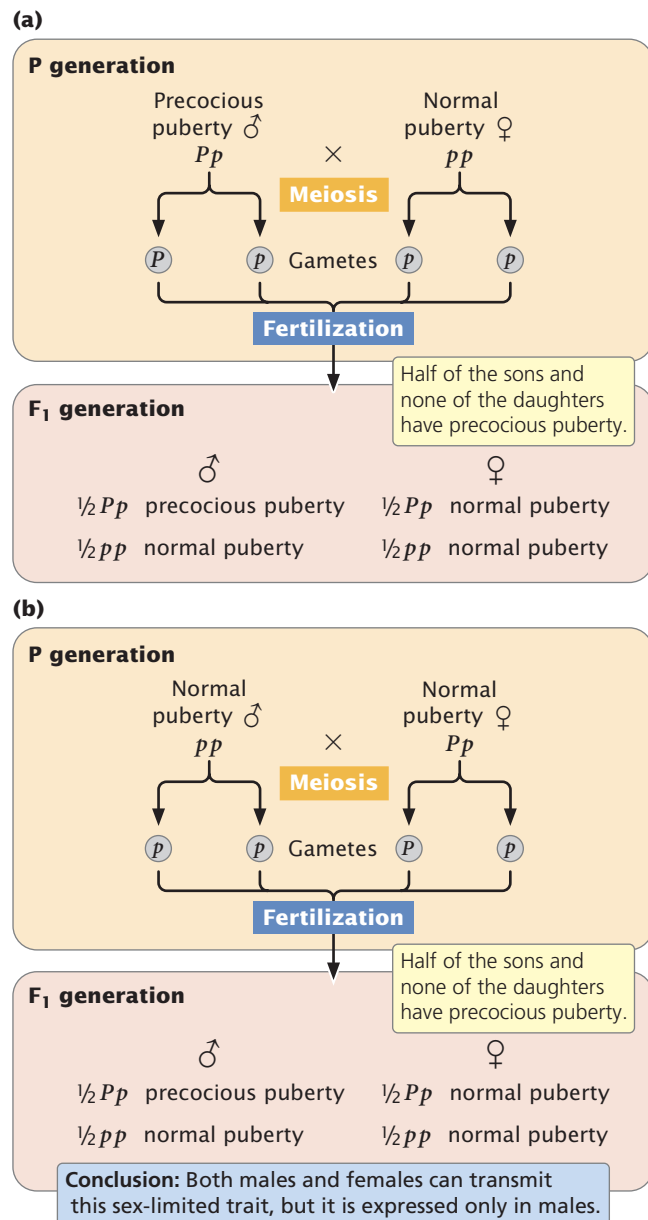 (a)
P generation
Precocious
puberty ♂
Pp
×
Normal
puberty ♀
pp
Meiosis
P p Gametes p p
Fertilization
Half of the sons and
none of the daughters
have precocious puberty.
F₁ generation
♂ ♀
½ Pp precocious puberty ½ Pp normal puberty
½ pp normal puberty ½ pp normal puberty
(b)
P generation
Normal
puberty ♂
pp
×
Normal
puberty ♀
Pp
Meiosis
p p Gametes P p
Fertilization
Half of the sons and
none of the daughters
have precocious puberty.
F₁ generation
♂ ♀
½ Pp precocious puberty ½ Pp normal puberty
½ pp normal puberty ½ pp normal puberty
Conclusion: Both males and females can transmit
this sex-limited trait, but it is expressed only in males.